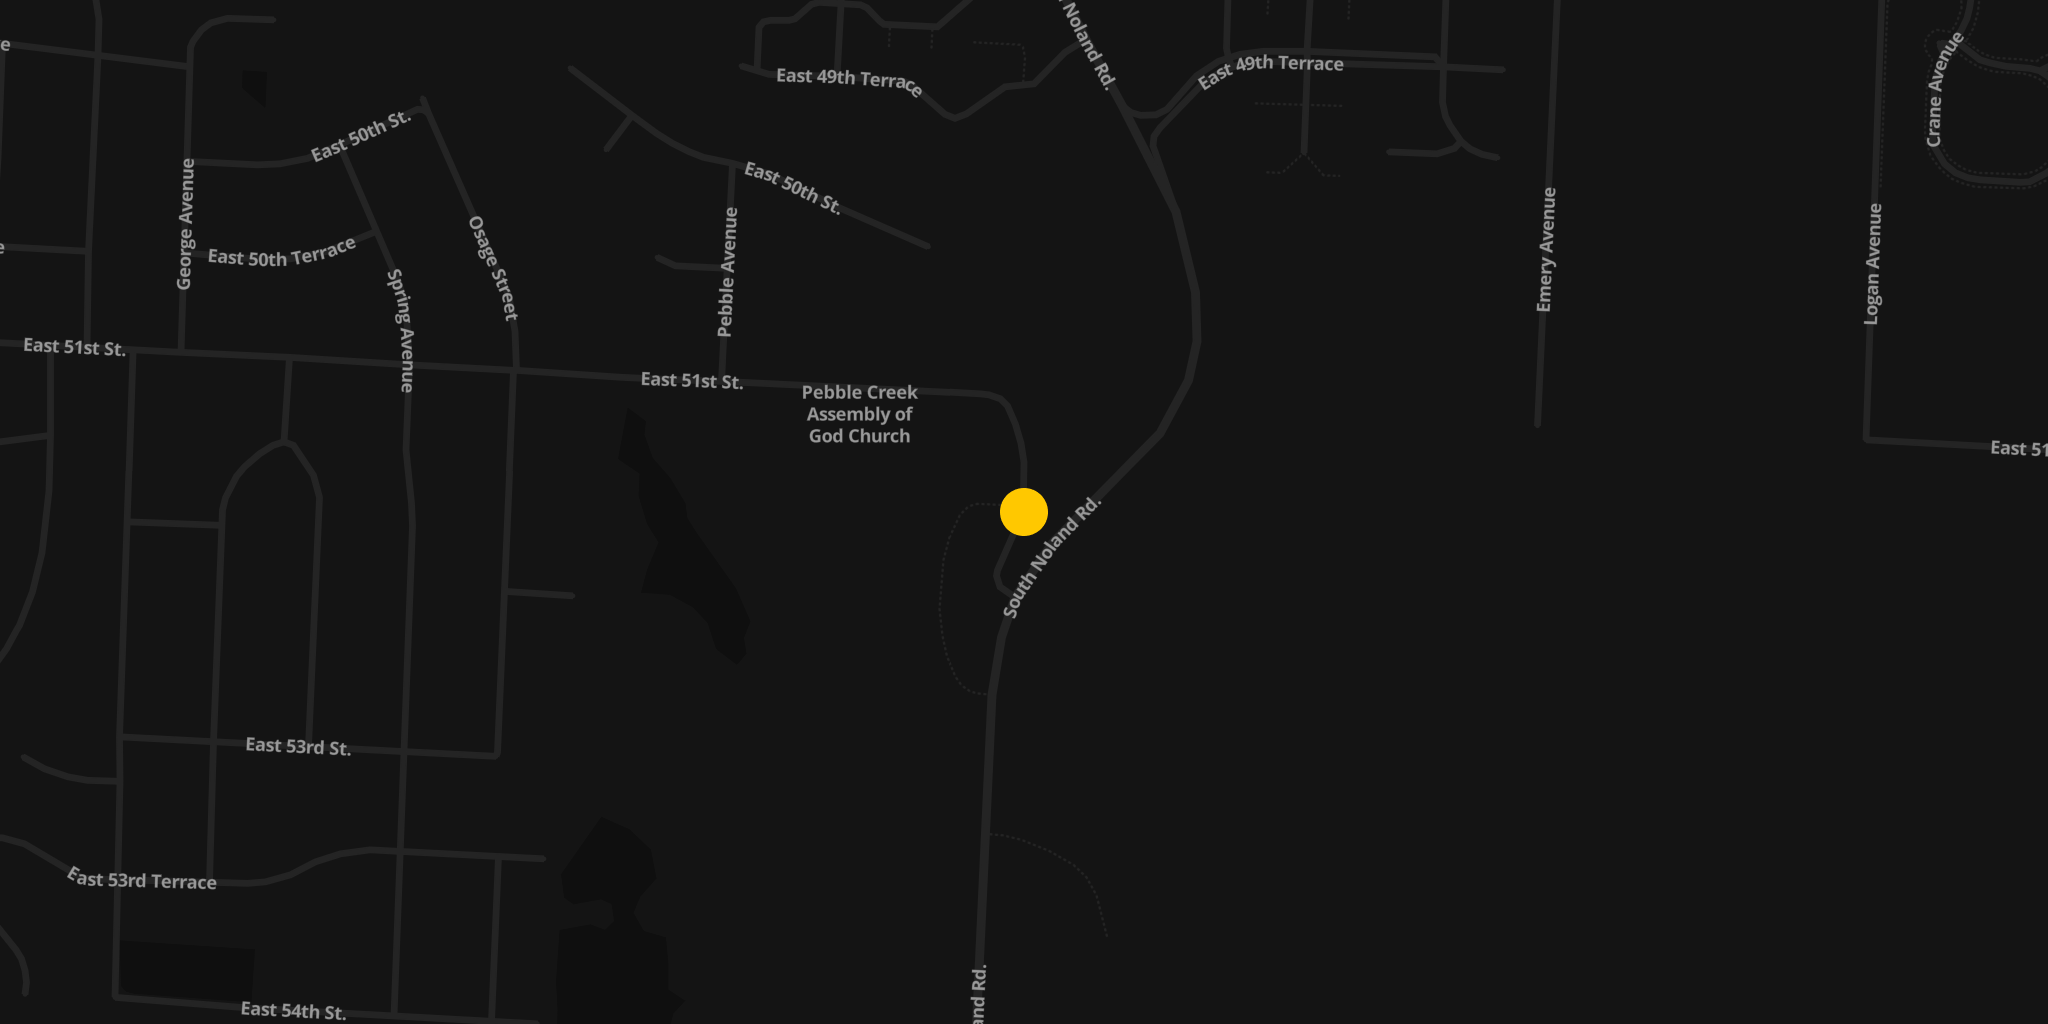 e
Noland Rd.
East 49th Terrace
East 49th Terrace
Crane Avenue
East 50th St.
East 50th St.
George Avenue
Osage Street
Pebble Avenue
Emery Avenue
Logan Avenue
e
East 50th Terrace
Spring Avenue
East 51st St.
East 51st St.
Pebble Creek
Assembly of
God Church
East 51
South Noland Rd.
East 53rd St.
East 53rd Terrace
and Rd.
East 54th St.